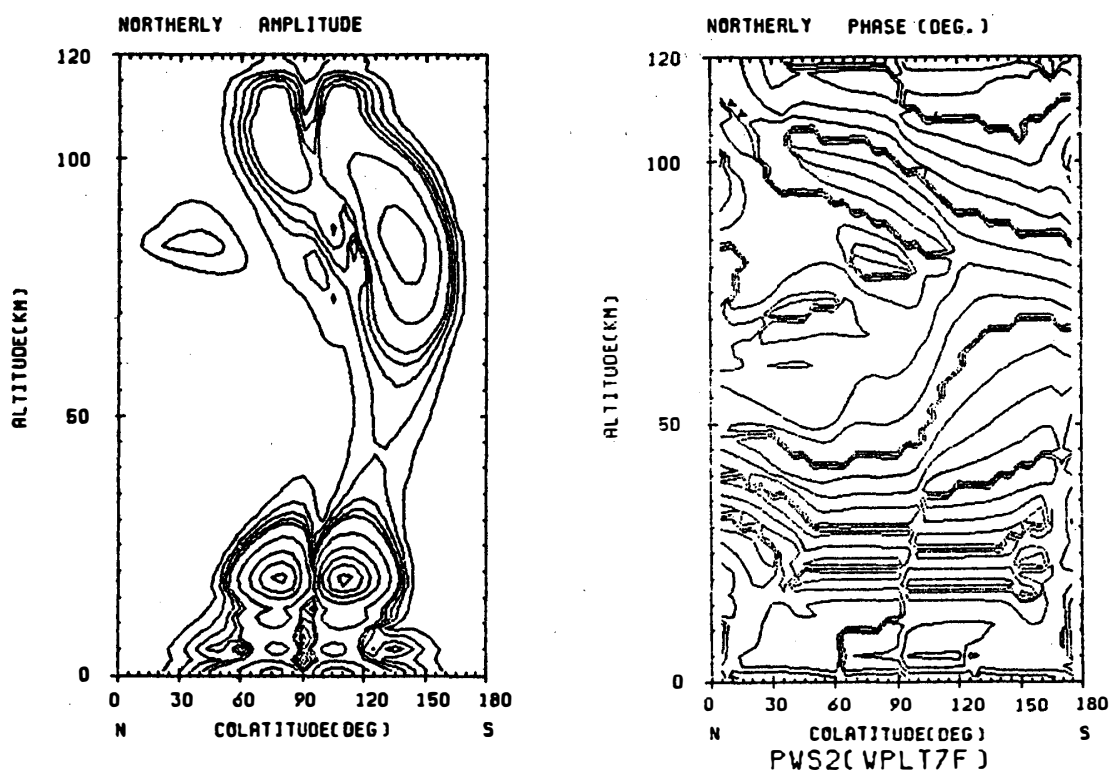 NORTHERLY AMPLITUDE
120
100
50
0
ALTITUDE(KM)
0 30 60 90 120 150 180
N COLATITUDE(DEG) S
NORTHERLY PHASE (DEG.)
120
100
50
0
ALTITUDE(KM)
0 30 60 90 120 150 180
N COLATITUDE(DEG) S
PWS2(WPLT7F)